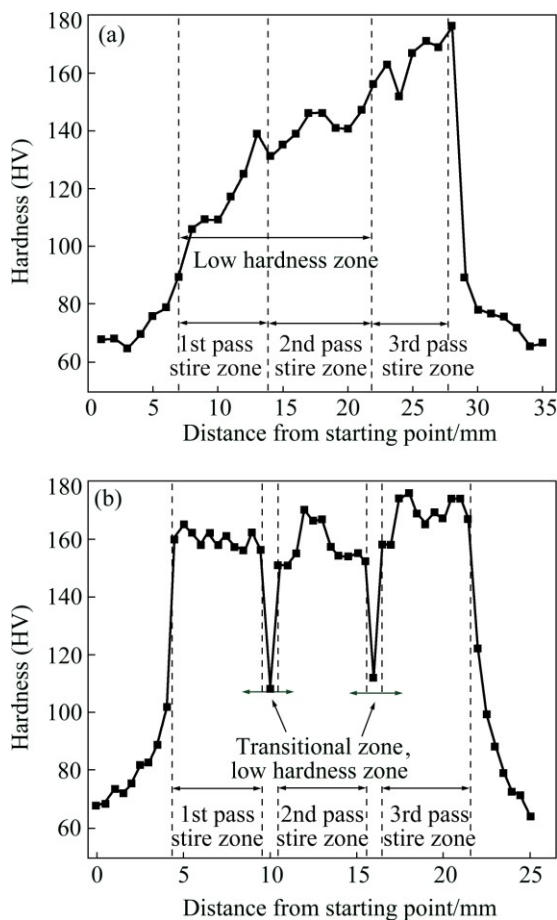 (a)
180
160
140
120
100
80
60
Hardness (HV)
Low hardness zone
1st pass
stire zone
2nd pass
stire zone
3rd pass
stire zone
0 5 10 15 20 25 30 35
Distance from starting point/mm
(b)
180
160
140
120
100
80
60
Hardness (HV)
Transitional zone,
low hardness zone
1st pass
stire zone
2nd pass
stire zone
3rd pass
stire zone
0 5 10 15 20 25
Distance from starting point/mm